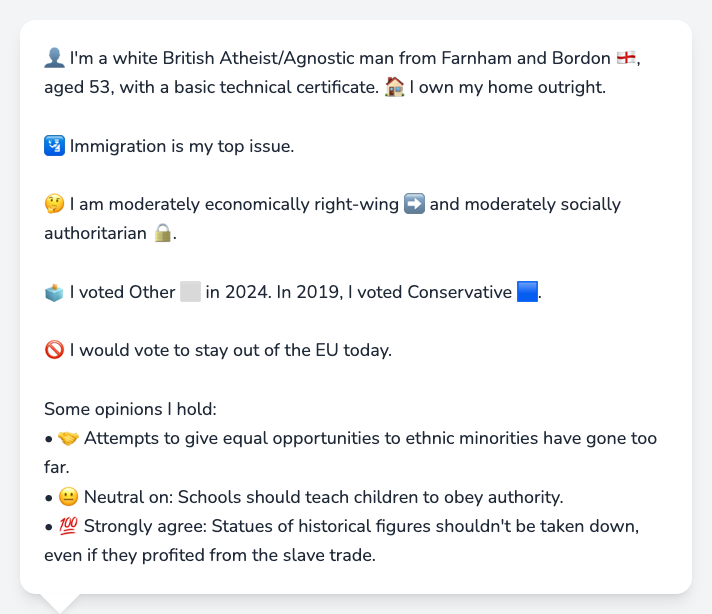 👤 I'm a white British Atheist/Agnostic man from Farnham and Bordon 🏴󠁧󠁢󠁥󠁮󠁧󠁿,
aged 53, with a basic technical certificate. 🏠 I own my home outright.
🛂 Immigration is my top issue.
🤔 I am moderately economically right-wing ➡️ and moderately socially
authoritarian 🔒.
🗳️ I voted Other ⬜ in 2024. In 2019, I voted Conservative 🟦.
🚫 I would vote to stay out of the EU today.
Some opinions I hold:
• 🤝 Attempts to give equal opportunities to ethnic minorities have gone too
far.
• 😐 Neutral on: Schools should teach children to obey authority.
• 💯 Strongly agree: Statues of historical figures shouldn't be taken down,
even if they profited from the slave trade.